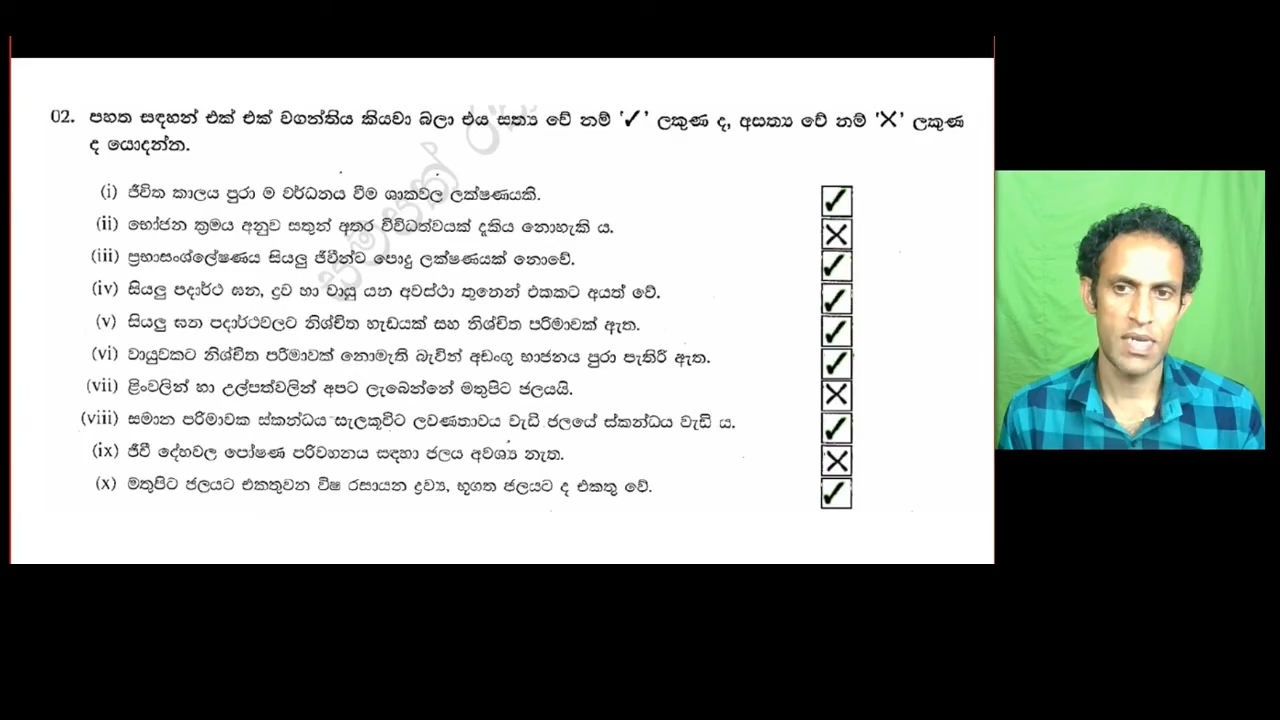 02. පහත සඳහන් එක් එක් වගන්තිය කියවා බලා එය සත්‍ය වේ නම් '✓' ලකුණ ද, අසත්‍ය වේ නම් '✕' ලකුණ
ද යොදන්න.
(i) ජීවිත කාලය පුරා ම වර්ධනය වීම ශාකවල ලක්ෂණයකි. ✓
(ii) භෝජන ක්‍රමය අනුව සතුන් අතර විවිධත්වයක් දැකිය නොහැකි ය. ✕
(iii) ප්‍රභාසංශ්ලේෂණය සියලු ජීවීන්ට පොදු ලක්ෂණයක් නොවේ. ✓
(iv) සියලු පදාර්ථ ඝන, ද්‍රව හා වායු යන අවස්ථා තුනෙන් එකකට අයත් වේ. ✓
(v) සියලු ඝන පදාර්ථවලට නිශ්චිත හැඩයක් සහ නිශ්චිත පරිමාවක් ඇත. ✓
(vi) වායුවකට නිශ්චිත පරිමාවක් නොමැති බැවින් අඩංගු භාජනය පුරා පැතිරී ඇත. ✓
(vii) ළිංවලින් හා උල්පත්වලින් අපට ලැබෙන්නේ මතුපිට ජලයයි. ✕
(viii) සමාන පරිමාවක ස්කන්ධය සැලකූවිට ලවණතාවය වැඩි ජලයේ ස්කන්ධය වැඩි ය. ✓
(ix) ජීවී දේහවල පෝෂණ පරිවහනය සඳහා ජලය අවශ්‍ය නැත. ✕
(x) මතුපිට ජලයට එකතුවන විෂ රසායන ද්‍රව්‍ය, භූගත ජලයට ද එකතු වේ. ✓